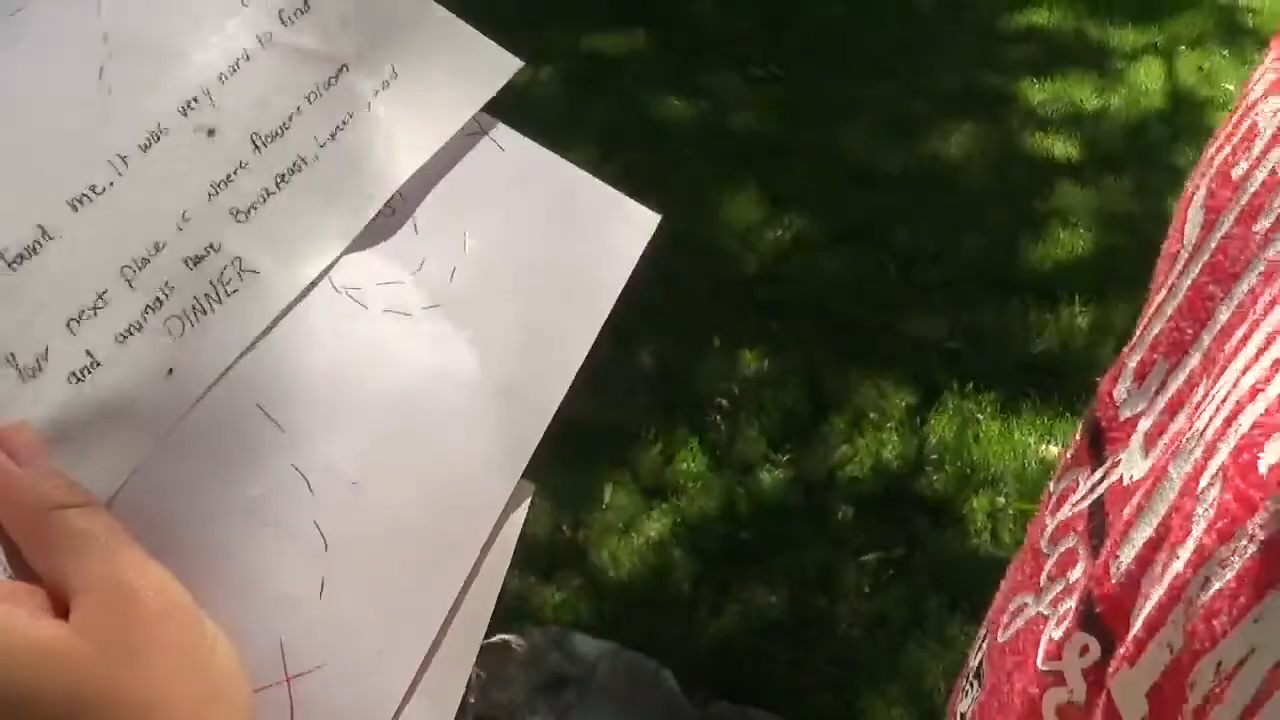 found me. It was very hard to find
Your next place is where flowers bloom
and animals have Breakfeast, Lunch, and
DINNER